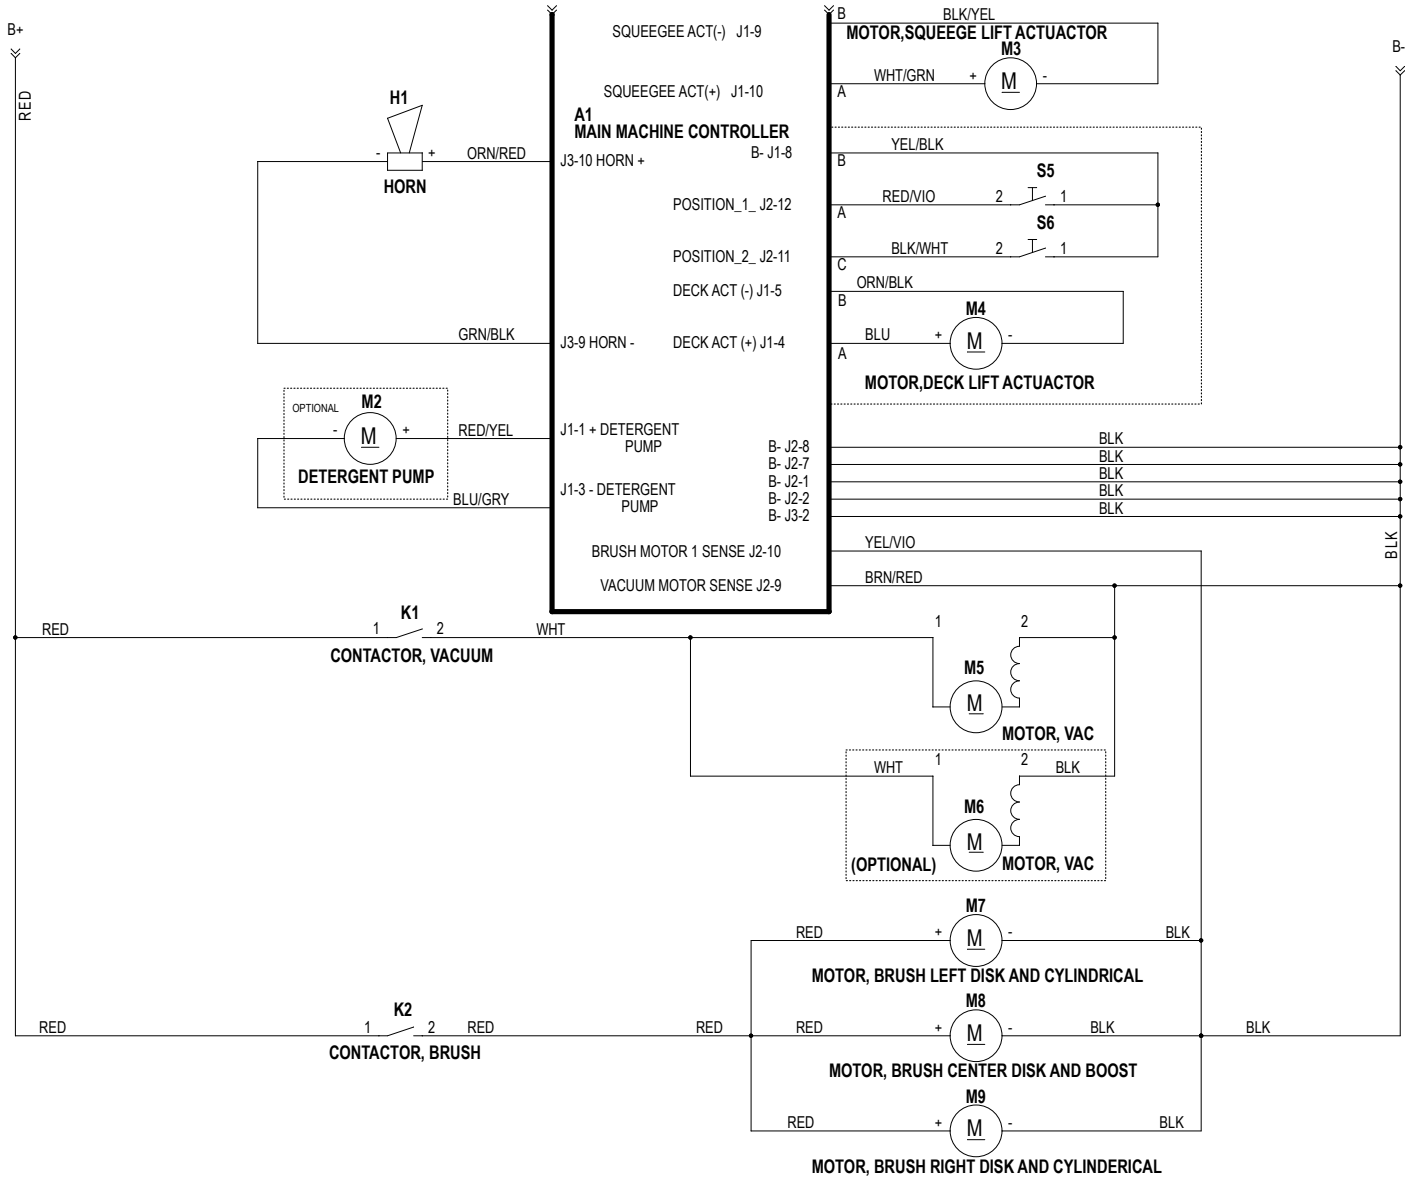 B+
RED
B-
SQUEEGEE ACT(-) J1-9
B
BLK/YEL
MOTOR,SQUEEGE LIFT ACTUACTOR
M3
WHT/GRN
+
M
-
SQUEEGEE ACT(+) J1-10
A
A1
MAIN MACHINE CONTROLLER
H1
-
+
ORN/RED
HORN
J3-10 HORN +
B- J1-8
B
YEL/BLK
S5
POSITION_1_ J2-12
A
RED/VIO
2
1
S6
POSITION_2_ J2-11
C
BLK/WHT
2
1
DECK ACT (-) J1-5
B
ORN/BLK
M4
GRN/BLK
J3-9 HORN -
DECK ACT (+) J1-4
A
BLU
+
M
-
MOTOR,DECK LIFT ACTUACTOR
OPTIONAL
M2
-
M
+
RED/YEL
DETERGENT PUMP
BLU/GRY
J1-1 + DETERGENT
PUMP
J1-3 - DETERGENT
PUMP
B- J2-8
BLK
B- J2-7
BLK
B- J2-1
BLK
B- J2-2
BLK
B- J3-2
BLK
BLK
BRUSH MOTOR 1 SENSE J2-10
YEL/VIO
VACUUM MOTOR SENSE J2-9
BRN/RED
RED
K1
1
2
WHT
CONTACTOR, VACUUM
1
2
M5
M
MOTOR, VAC
WHT
1
2
BLK
M6
M
(OPTIONAL)
MOTOR, VAC
M7
RED
+
M
-
BLK
MOTOR, BRUSH LEFT DISK AND CYLINDRICAL
RED
K2
1
2
RED
RED
CONTACTOR, BRUSH
M8
RED
+
M
-
BLK
BLK
MOTOR, BRUSH CENTER DISK AND BOOST
M9
RED
+
M
-
BLK
MOTOR, BRUSH RIGHT DISK AND CYLINDERICAL